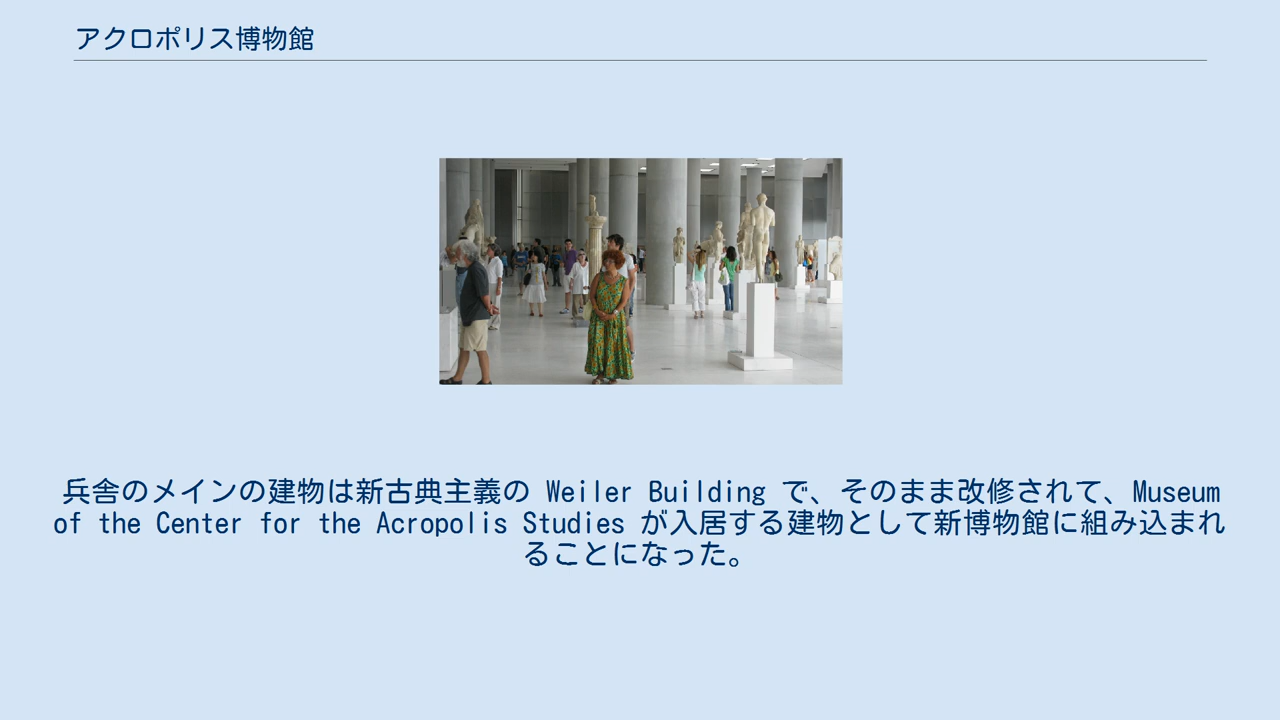 アクロポリス博物館
兵舎のメインの建物は新古典主義の Weiler Building で、そのまま改修されて、Museum
of the Center for the Acropolis Studies が入居する建物として新博物館に組み込まれ
ることになった。